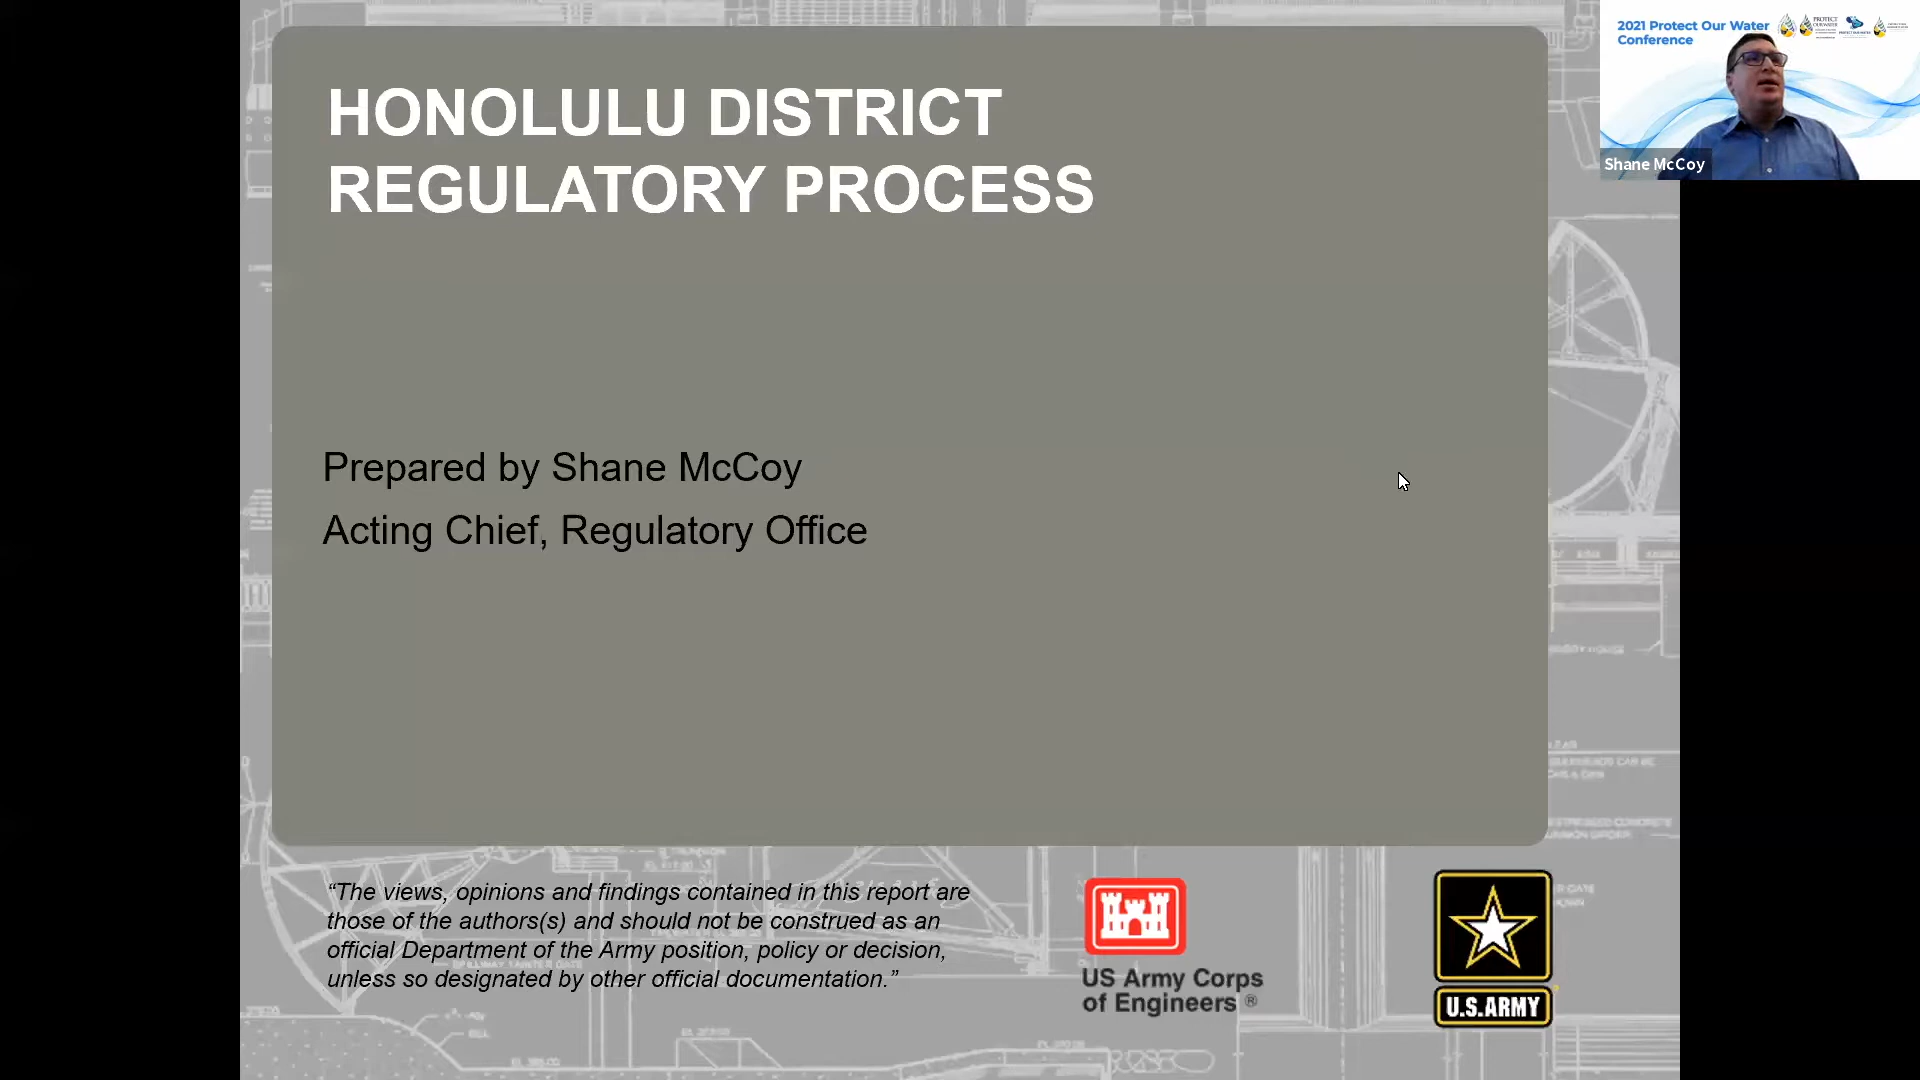 HONOLULU DISTRICT
REGULATORY PROCESS
Prepared by Shane McCoy
Acting Chief, Regulatory Office
“The views, opinions and findings contained in this report are
those of the authors(s) and should not be construed as an
official Department of the Army position, policy or decision,
unless so designated by other official documentation.”
US Army Corps
of Engineers ®
U.S.ARMY
2021 Protect Our Water
Conference
Shane McCoy